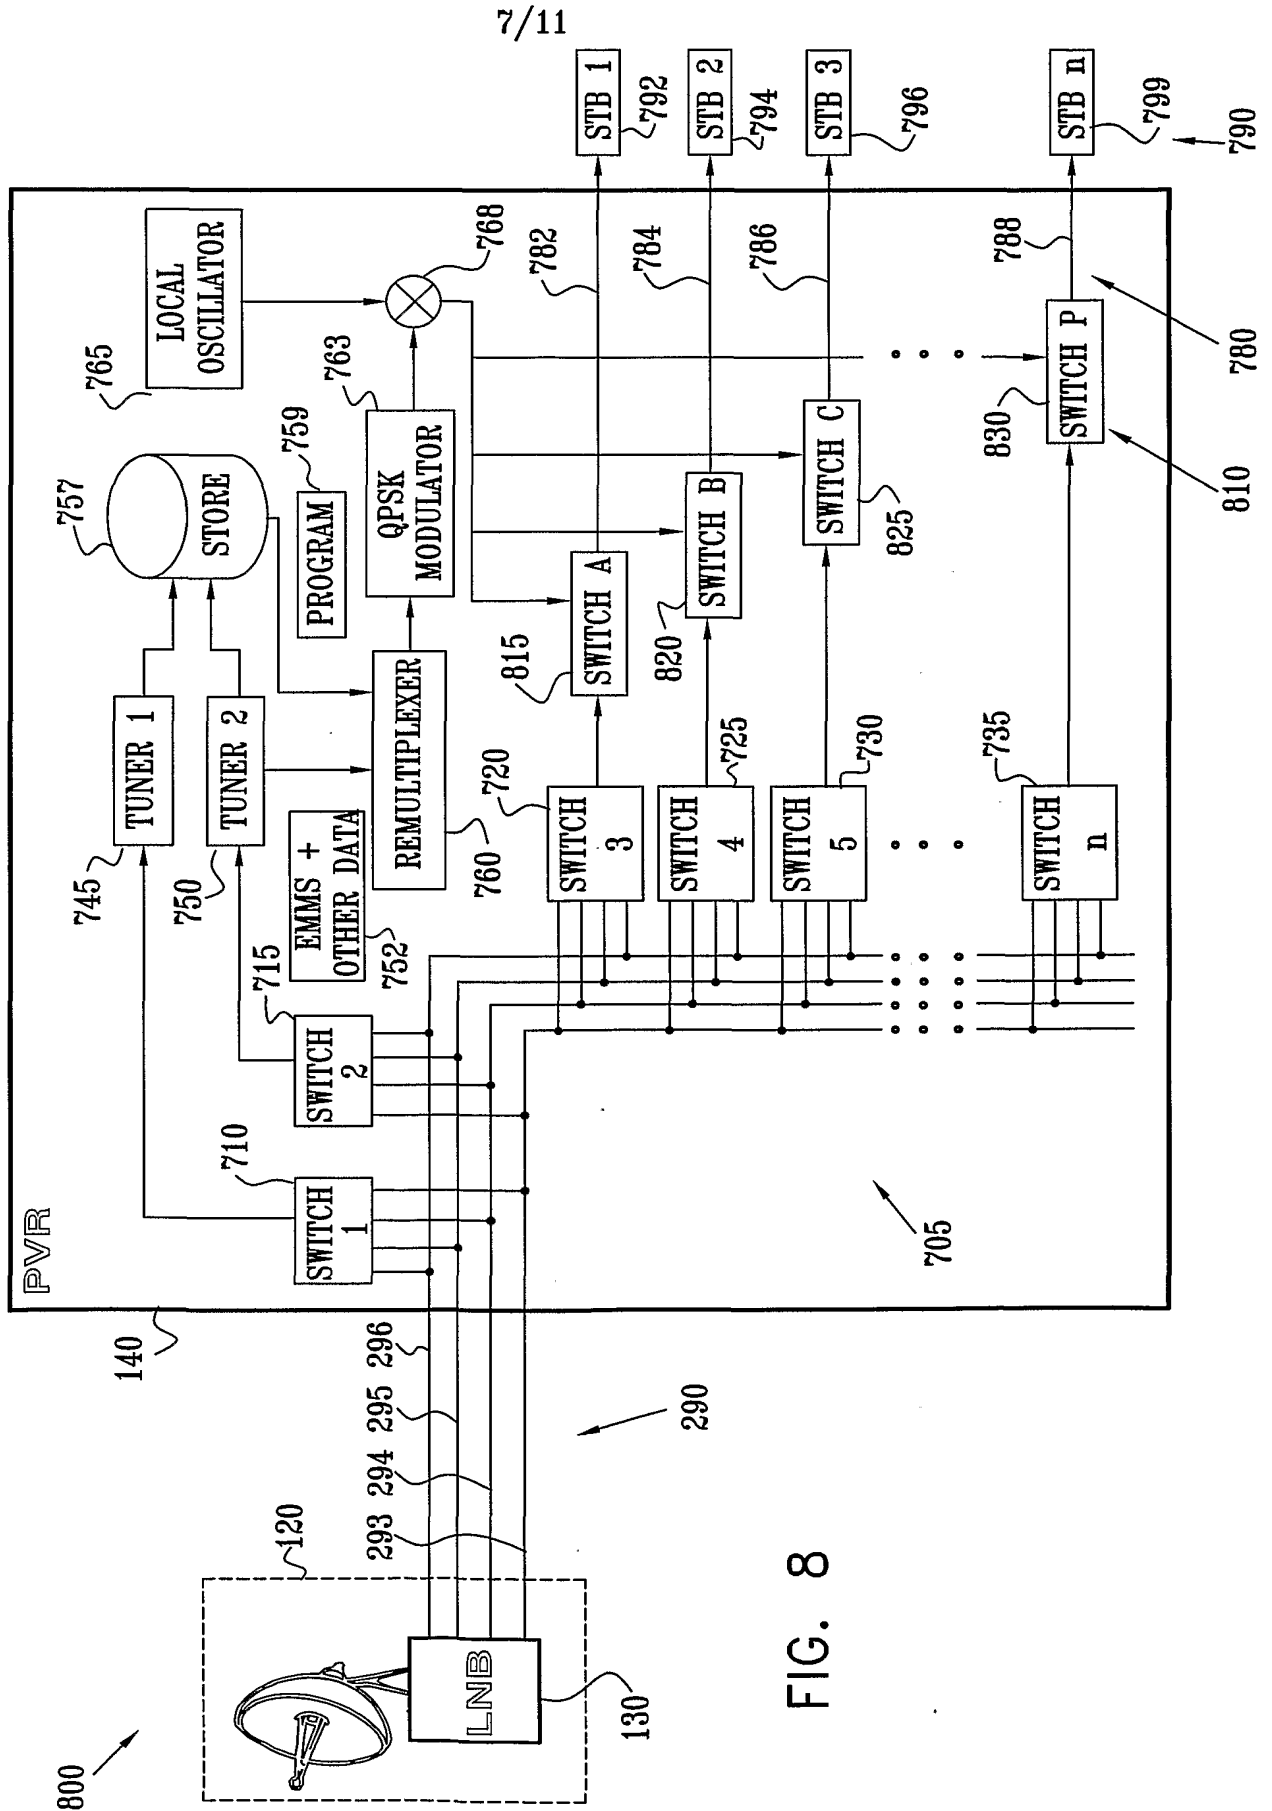 7/11
800
120
LNB
130
293
294
295
296
290
140
PVR
SWITCH
1
710
SWITCH
2
715
TUNER 1
745
TUNER 2
750
EMMS +
OTHER DATA
752
REMULTIPLEXER
760
STORE
757
PROGRAM
759
QPSK
MODULATOR
763
LOCAL
OSCILLATOR
765
768
SWITCH
3
720
SWITCH
4
725
SWITCH
5
730
SWITCH
n
735
705
SWITCH A
815
SWITCH B
820
SWITCH C
825
SWITCH P
830
810
782
784
786
788
780
STB 1
792
STB 2
794
STB 3
796
STB n
799
790
FIG. 8